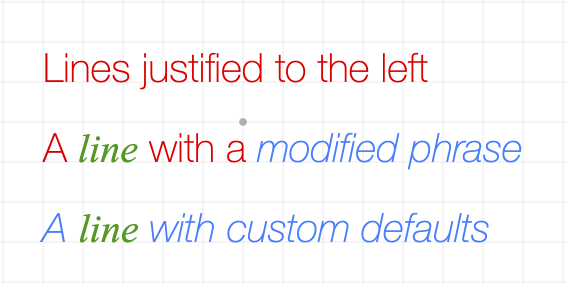 Lines justified to the left
A line with a modified phrase
A line with custom defaults